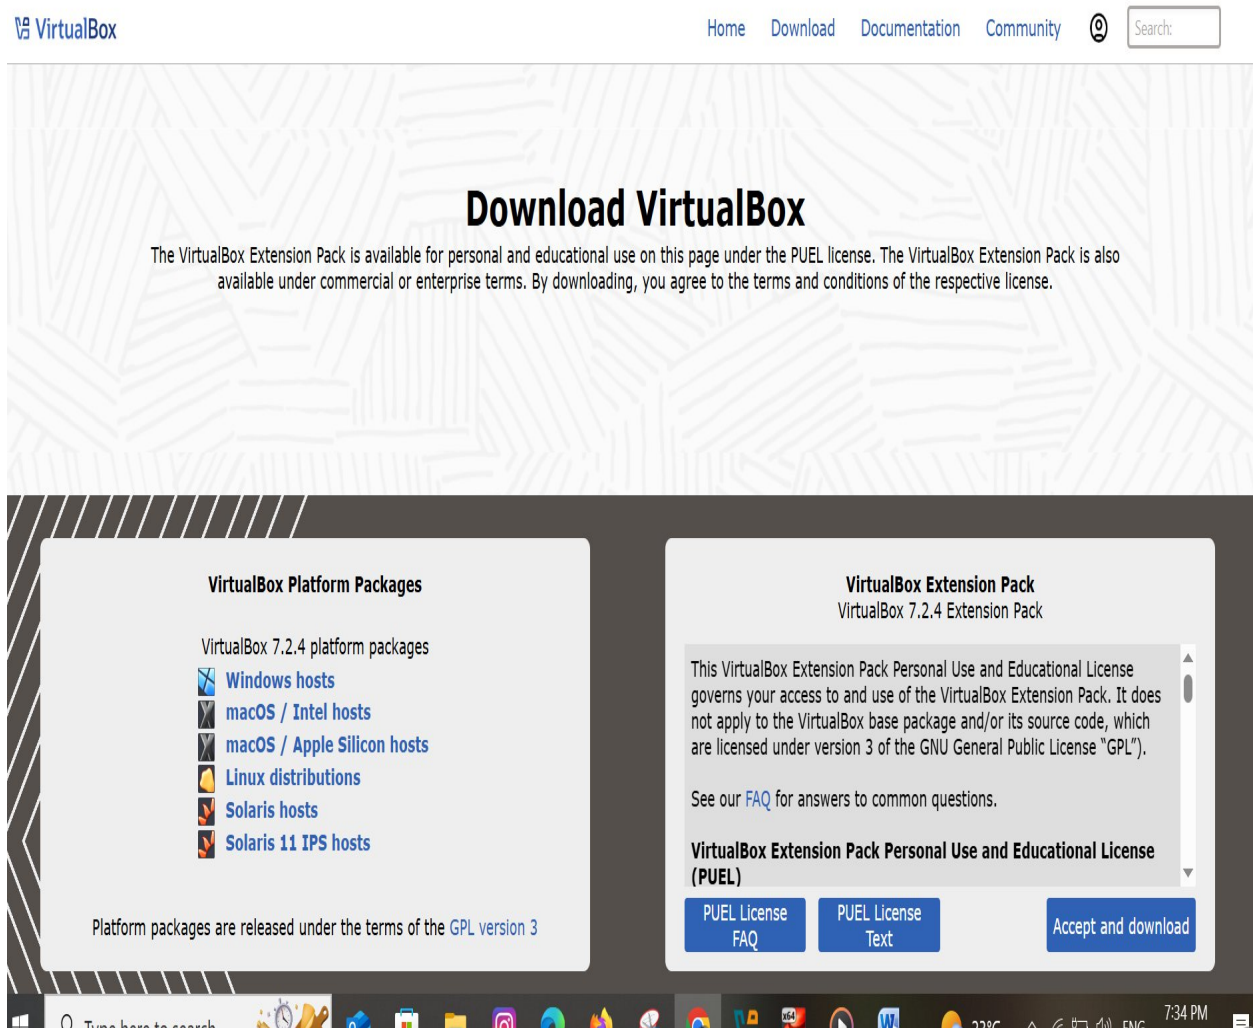 VirtualBox
Home Download Documentation Community Search:
Download VirtualBox
The VirtualBox Extension Pack is available for personal and educational use on this page under the PUEL license. The VirtualBox Extension Pack is also
available under commercial or enterprise terms. By downloading, you agree to the terms and conditions of the respective license.
VirtualBox Platform Packages
VirtualBox 7.2.4 platform packages
Windows hosts
macOS / Intel hosts
macOS / Apple Silicon hosts
Linux distributions
Solaris hosts
Solaris 11 IPS hosts
Platform packages are released under the terms of the GPL version 3
VirtualBox Extension Pack
VirtualBox 7.2.4 Extension Pack
This VirtualBox Extension Pack Personal Use and Educational License
governs your access to and use of the VirtualBox Extension Pack. It does
not apply to the VirtualBox base package and/or its source code, which
are licensed under version 3 of the GNU General Public License “GPL”).
See our FAQ for answers to common questions.
VirtualBox Extension Pack Personal Use and Educational License
(PUEL)
PUEL License
FAQ
PUEL License
Text
Accept and download
Type here to search
x64
W
ENG
7:34 PM